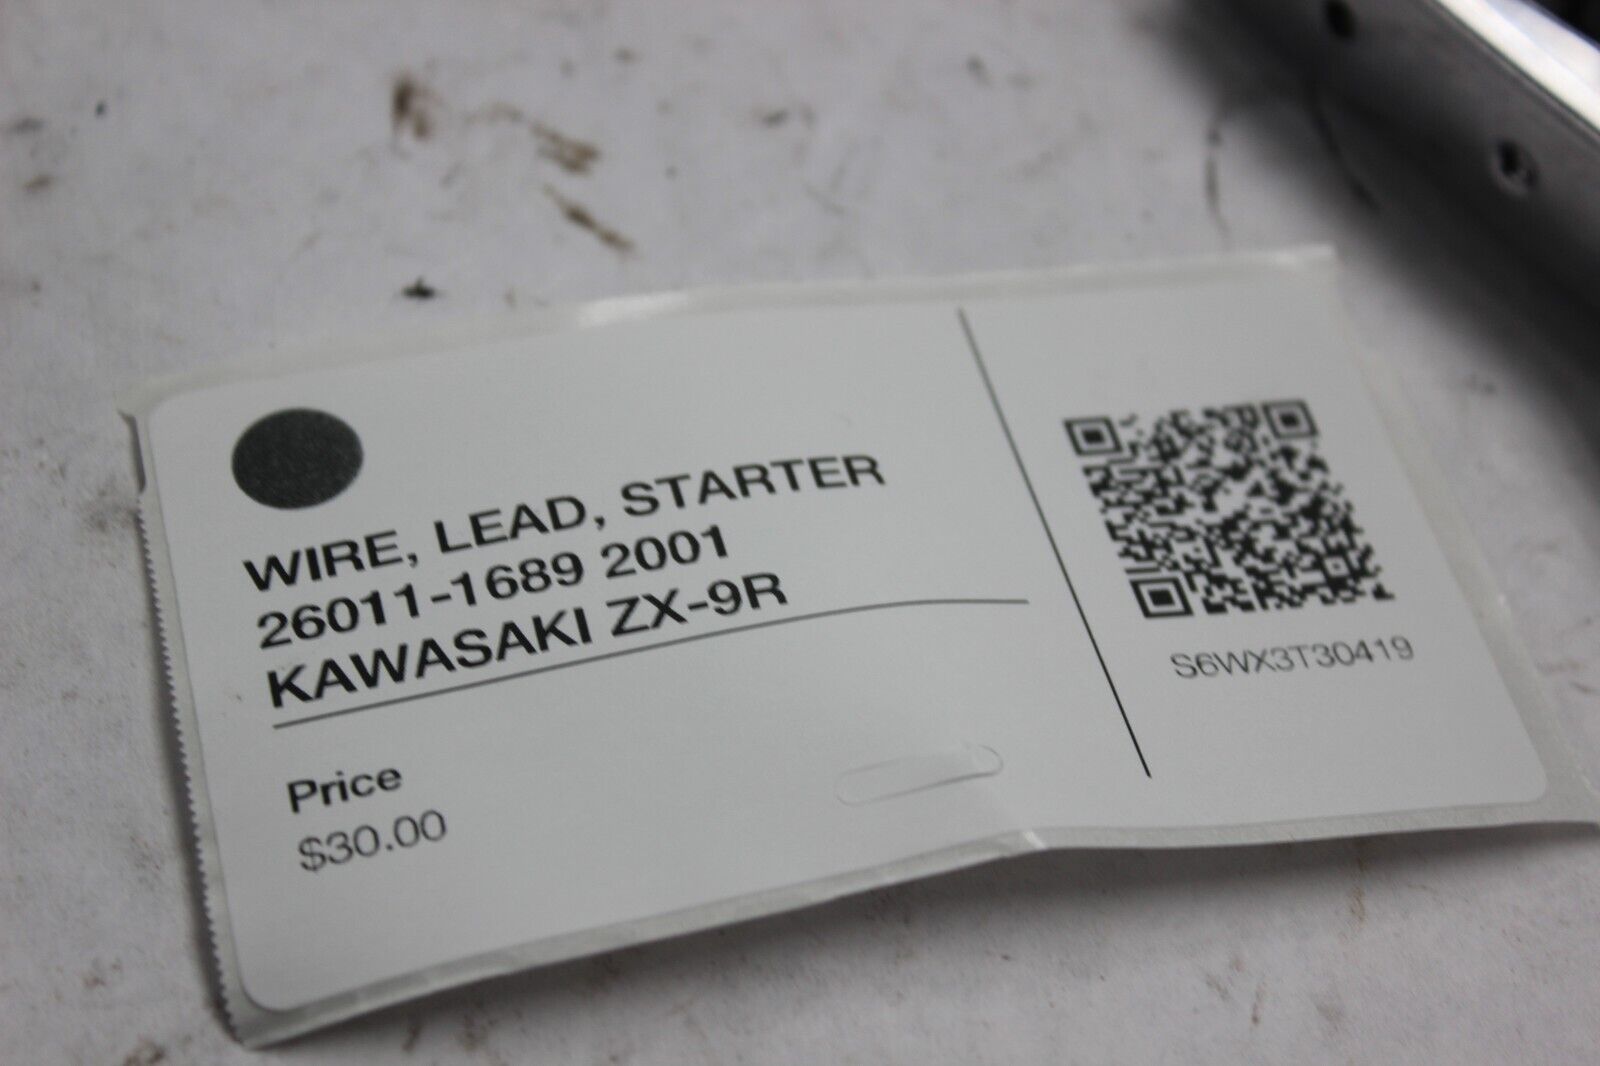 WIRE, LEAD, STARTER
26011-1689 2001
KAWASAKI ZX-9R
Price
$30.00
S6WX3T30419